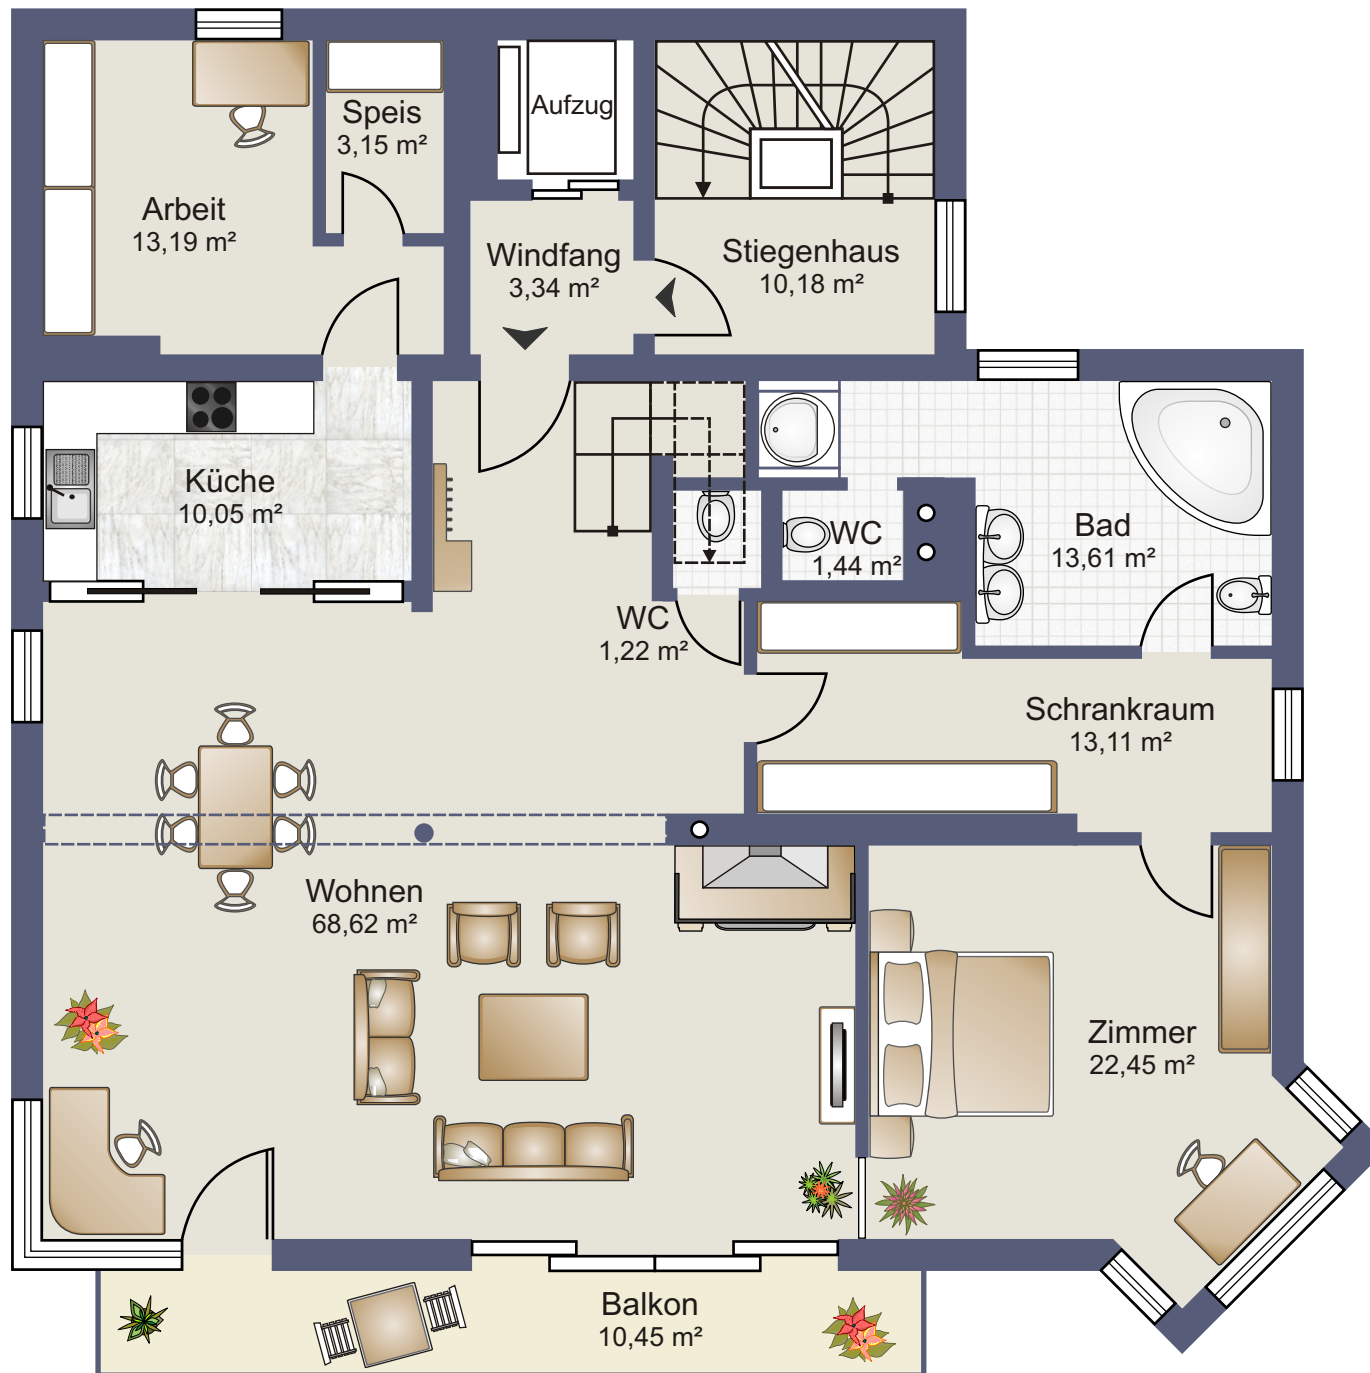 Aufzug
Speis
3,15 m²
Arbeit
13,19 m²
Windfang
3,34 m²
Stiegenhaus
10,18 m²
Küche
10,05 m²
WC
1,44 m²
Bad
13,61 m²
WC
1,22 m²
Schrankraum
13,11 m²
Wohnen
68,62 m²
Zimmer
22,45 m²
Balkon
10,45 m²